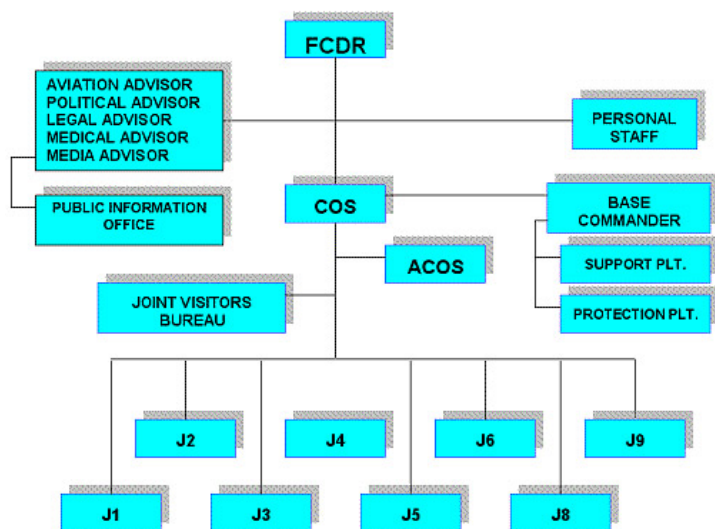 FCDR
AVIATION ADVISOR
POLITICAL ADVISOR
LEGAL ADVISOR
MEDICAL ADVISOR
MEDIA ADVISOR
PERSONAL
STAFF
PUBLIC INFORMATION
OFFICE
COS
BASE
COMMANDER
ACOS
SUPPORT PLT.
JOINT VISITORS
BUREAU
PROTECTION PLT.
J2
J4
J6
J9
J1
J3
J5
J8